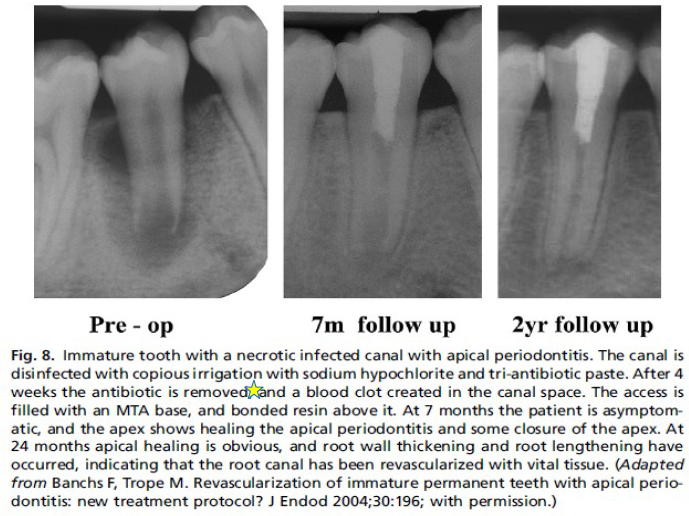 Pre - op
7m follow up
2yr follow up
Fig. 8. Immature tooth with a necrotic infected canal with apical periodontitis. The canal is
disinfected with copious irrigation with sodium hypochlorite and tri-antibiotic paste. After 4
weeks the antibiotic is removed and a blood clot created in the canal space. The access is
filled with an MTA base, and bonded resin above it. At 7 months the patient is asymptom-
atic, and the apex shows healing the apical periodontitis and some closure of the apex. At
24 months apical healing is obvious, and root wall thickening and root lengthening have
occurred, indicating that the root canal has been revascularized with vital tissue. (Adapted
from Banchs F, Trope M. Revascularization of immature permanent teeth with apical perio-
dontitis: new treatment protocol? J Endod 2004;30:196; with permission.)